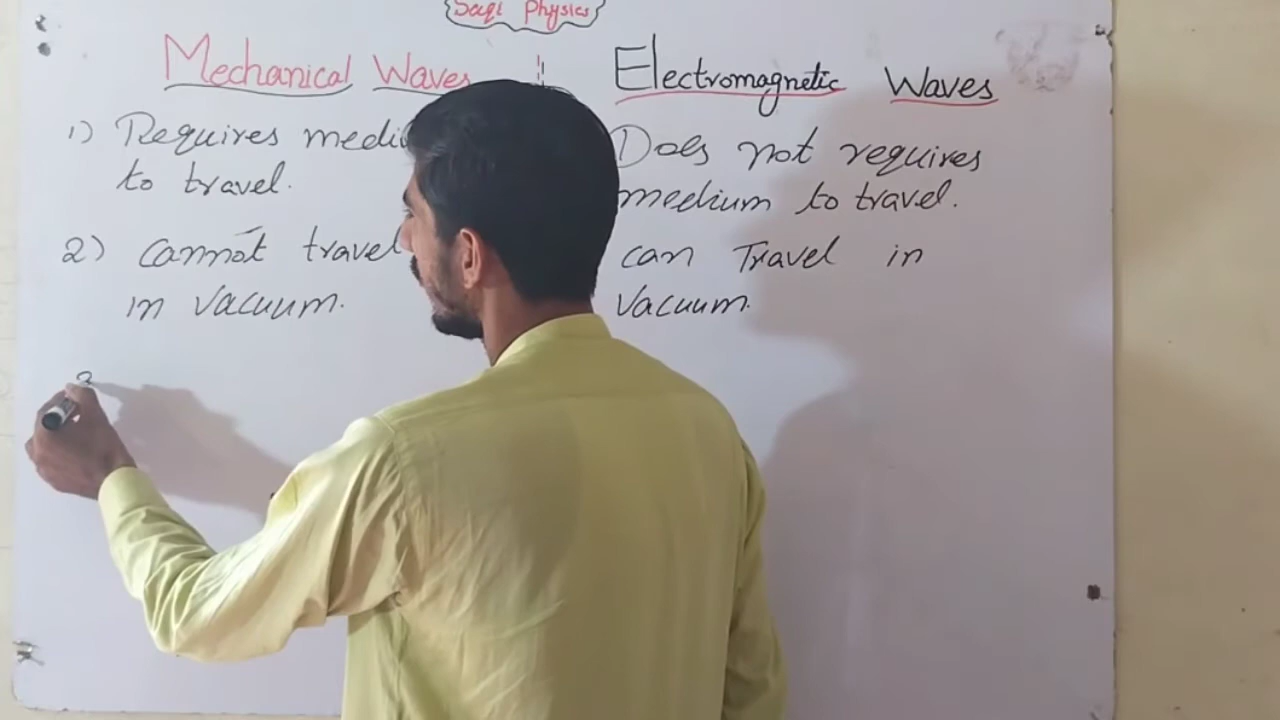 Saqi Physics
Mechanical Waves
Electromagnetic Waves
1) Requires
to travel.
Does not requires
medium to travel.
2) Cannot travel
in vacuum.
can Travel in
Vacuum.